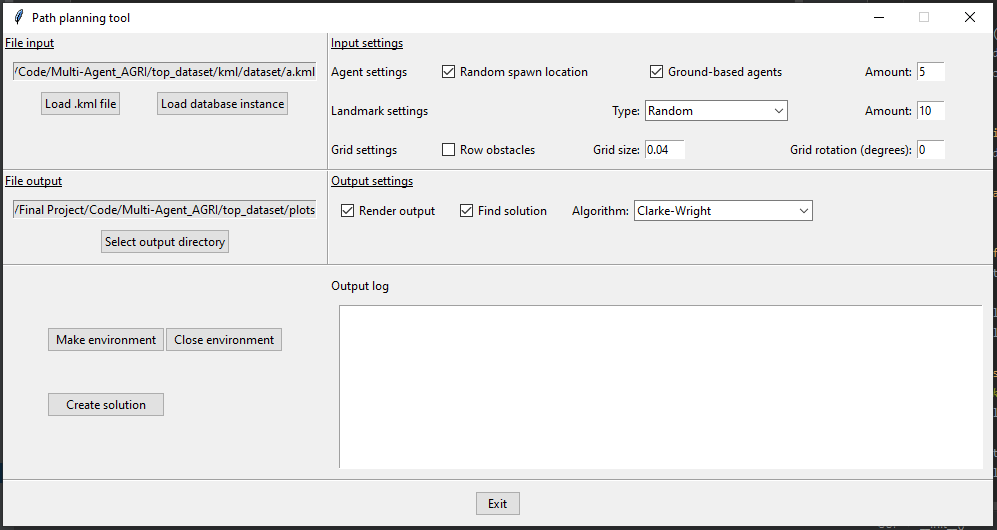 Path planning tool
File input
/Code/Multi-Agent_AGRI/top_dataset/kml/dataset/a.kml
Load .kml file Load database instance
Input settings
Agent settings Random spawn location Ground-based agents Amount: 5
Landmark settings Type: Random Amount: 10
Grid settings Row obstacles Grid size: 0.04 Grid rotation (degrees): 0
File output
/Final Project/Code/Multi-Agent_AGRI/top_dataset/plots
Select output directory
Output settings
Render output Find solution Algorithm: Clarke-Wright
Make environment Close environment
Create solution
Output log
Exit